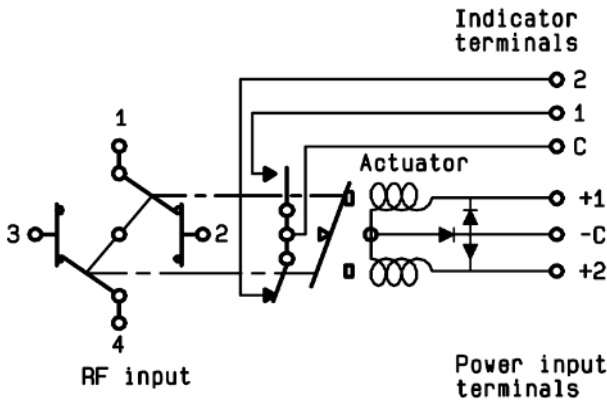 Indicator
terminals
2
1
1
C
Actuator
+1
3
2
-C
+2
4
RF input
Power input
terminals